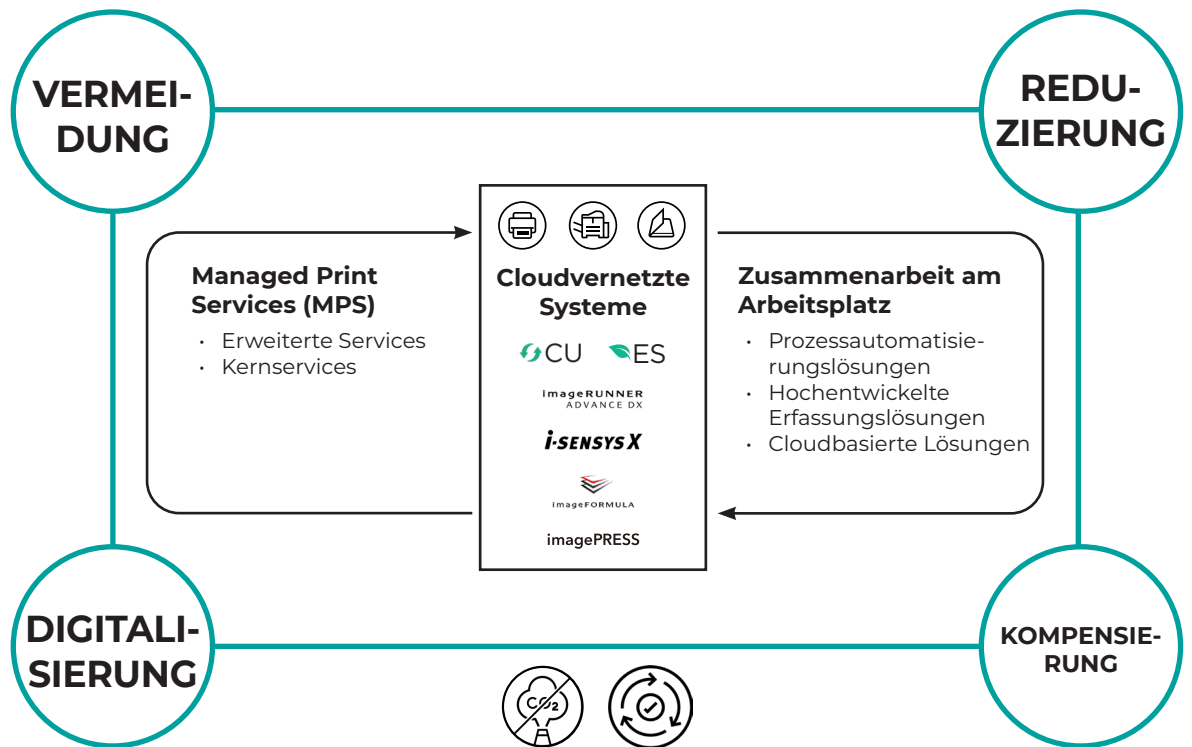 VERMEI-
DUNG
REDU-
ZIERUNG
Managed Print
Services (MPS)
· Erweiterte Services
· Kernservices
Cloudvernetzte
Systeme
CU
ES
imageRUNNER
ADVANCE DX
i-SENSYS X
imageFORMULA
imagePRESS
Zusammenarbeit am
Arbeitsplatz
· Prozessautomatisie-
rungslösungen
· Hochentwickelte
Erfassungslösungen
· Cloudbasierte Lösungen
DIGITALI-
SIERUNG
KOMPENSIE-
RUNG
CO2